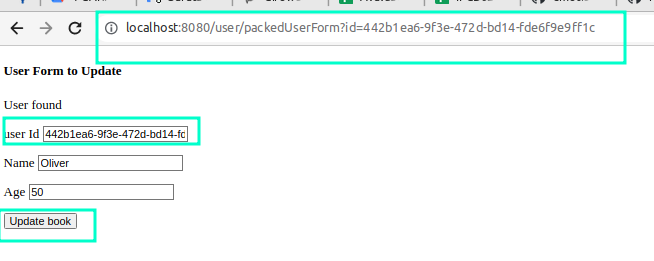 localhost:8080/user/packedUserForm?id=442b1ea6-9f3e-472d-bd14-fde6f9e9ff1c
User Form to Update
User found
user Id 442b1ea6-9f3e-472d-bd14-fd
Name Oliver
Age 50
Update book